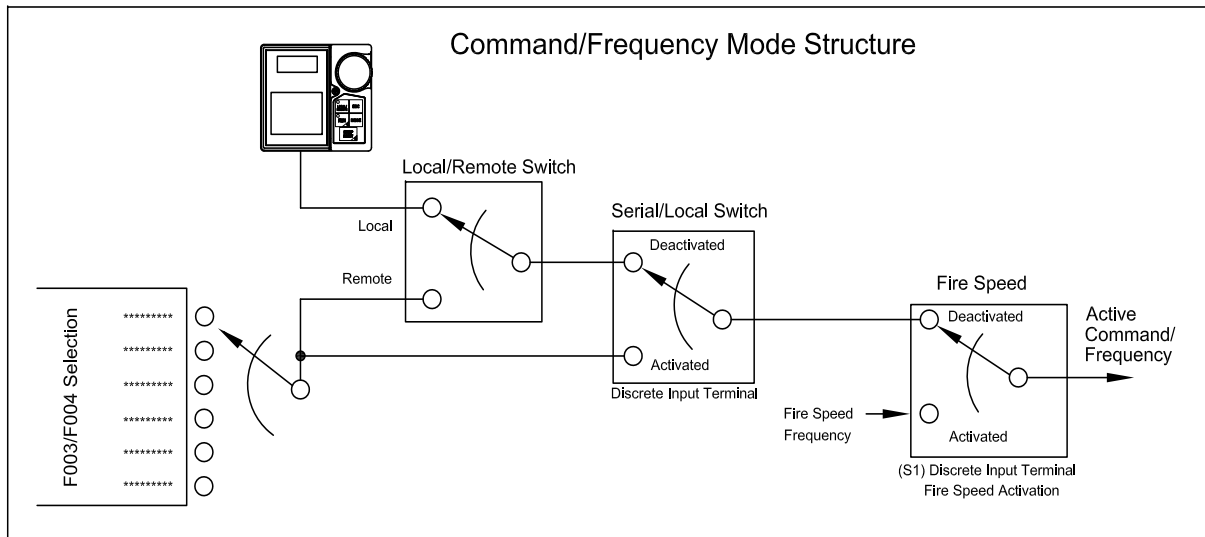 Command/Frequency Mode Structure
Local/Remote Switch
Local
Remote
Serial/Local Switch
Deactivated
Activated
Discrete Input Terminal
Fire Speed
Deactivated
Active
Command/
Frequency
Fire Speed
Frequency
Activated
(S1) Discrete Input Terminal
Fire Speed Activation
F003/F004 Selection
*********
*********
*********
*********
*********
*********